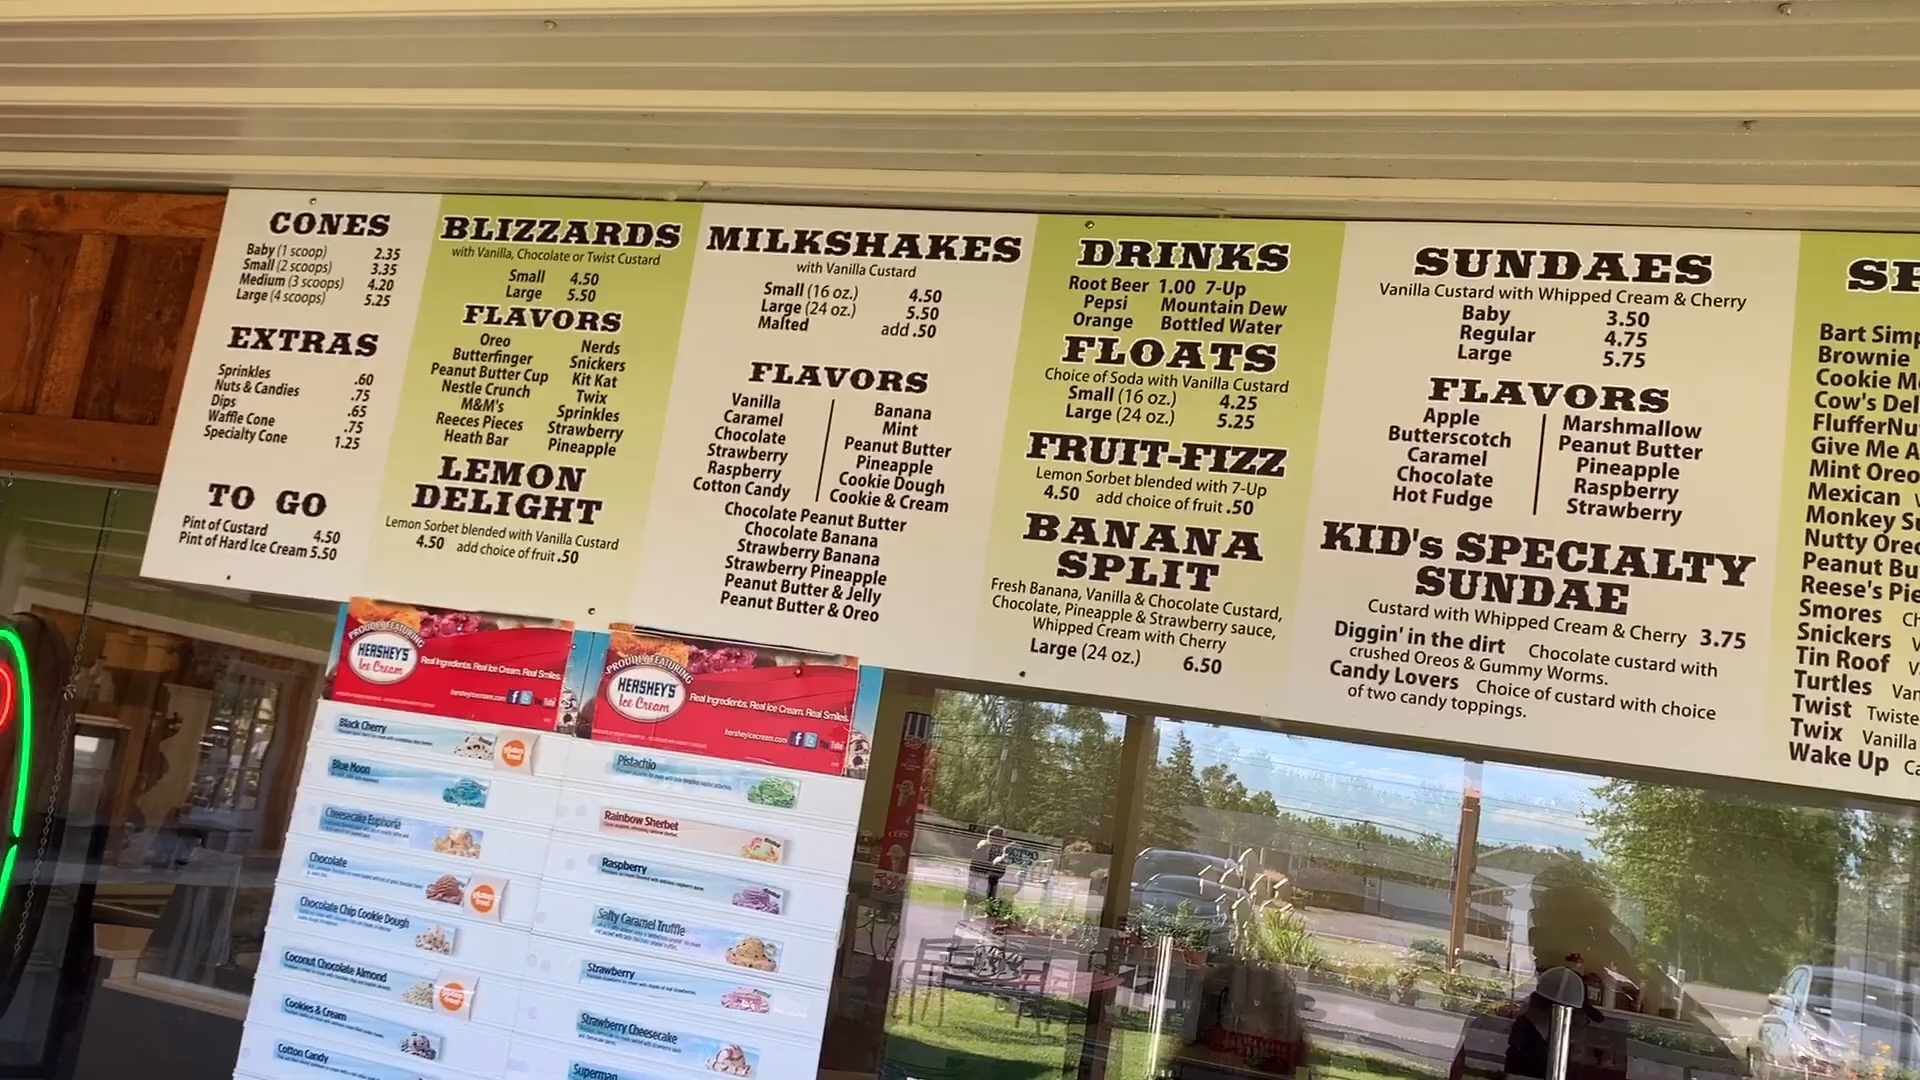 CONES
Baby (1 scoop) 2.35
Small (2 scoops) 3.35
Medium (3 scoops) 4.20
Large (4 scoops) 5.25
EXTRAS
Sprinkles .60
Nuts & Candies .75
Dips .65
Waffle Cone .75
Specialty Cone 1.25
TO GO
Pint of Custard 4.50
Pint of Hard Ice Cream 5.50
BLIZZARDS
with Vanilla, Chocolate or Twist Custard
Small 4.50
Large 5.50
FLAVORS
Oreo
Butterfinger
Peanut Butter Cup
Nestle Crunch
M&M's
Reeces Pieces
Heath Bar
Nerds
Snickers
Kit Kat
Twix
Sprinkles
Strawberry
Pineapple
LEMON
DELIGHT
Lemon Sorbet blended with Vanilla Custard
4.50 add choice of fruit .50
MILKSHAKES
with Vanilla Custard
Small (16 oz.) 4.50
Large (24 oz.) 5.50
Malted add .50
FLAVORS
Vanilla
Caramel
Chocolate
Strawberry
Raspberry
Cotton Candy
Banana
Mint
Peanut Butter
Pineapple
Cookie Dough
Cookie & Cream
Chocolate Peanut Butter
Chocolate Banana
Strawberry Banana
Strawberry Pineapple
Peanut Butter & Jelly
Peanut Butter & Oreo
DRINKS
Root Beer 1.00 7-Up
Pepsi Mountain Dew
Orange Bottled Water
FLOATS
Choice of Soda with Vanilla Custard
Small (16 oz.) 4.25
Large (24 oz.) 5.25
FRUIT-FIZZ
Lemon Sorbet blended with 7-Up
4.50 add choice of fruit .50
BANANA
SPLIT
Fresh Banana, Vanilla & Chocolate Custard,
Chocolate, Pineapple & Strawberry sauce,
Whipped Cream with Cherry
Large (24 oz.) 6.50
SUNDAES
Vanilla Custard with Whipped Cream & Cherry
Baby 3.50
Regular 4.75
Large 5.75
FLAVORS
Apple
Butterscotch
Caramel
Chocolate
Hot Fudge
Marshmallow
Peanut Butter
Pineapple
Raspberry
Strawberry
KID's SPECIALTY
SUNDAE
Custard with Whipped Cream & Cherry 3.75
Diggin' in the dirt Chocolate custard with
crushed Oreos & Gummy Worms.
Candy Lovers Choice of custard with choice
of two candy toppings.
Bart
Brownie
Cookie
Cow's
Give Me
Mint Oreo
Mexican
Monkey
Nutty
Peanut
Reese's
Smores
Snickers
Tin Roof
Turtles
Twist
Twix Vanilla
Wake Up
PROUDLY FEATURING
HERSHEY'S
Ice Cream
Real Ingredients. Real Ice Cream. Real Smiles.
hersheyicecream.com
Black Cherry
Blue Moon
Cheesecake Euphoria
Chocolate
Chocolate Chip Cookie Dough
Coconut Chocolate Almond
Cookies & Cream
Cotton Candy
PROUDLY FEATURING
HERSHEY'S
Ice Cream
Real Ingredients. Real Ice Cream. Real Smiles.
hersheyicecream.com
Pistachio
Rainbow Sherbet
Raspberry
Salty Caramel Truffle
Strawberry
Strawberry Cheesecake
Superman